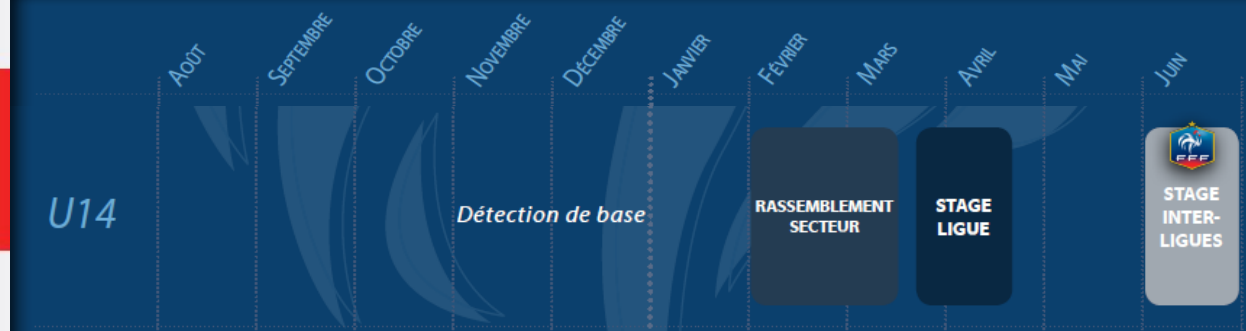 AOÛT
SEPTEMBRE
OCTOBRE
NOVEMBRE
DÉCEMBRE
JANVIER
FÉVRIER
MARS
AVRIL
MAI
JUIN
U14
Détection de base
RASSEMBLEMENT
SECTEUR
STAGE
LIGUE
FFF
STAGE
INTER-
LIGUES